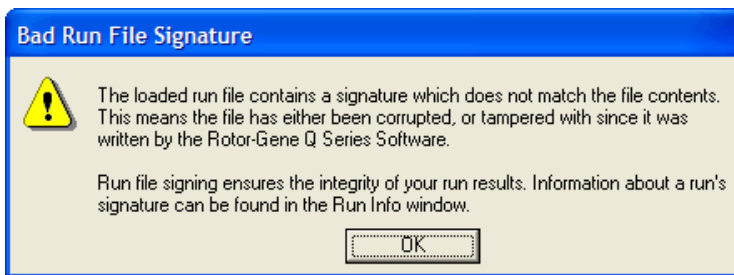 Bad Run File Signature
The loaded run file contains a signature which does not match the file contents.
This means the file has either been corrupted, or tampered with since it was
written by the Rotor-Gene Q Series Software.
Run file signing ensures the integrity of your run results. Information about a run's
signature can be found in the Run Info window.
OK